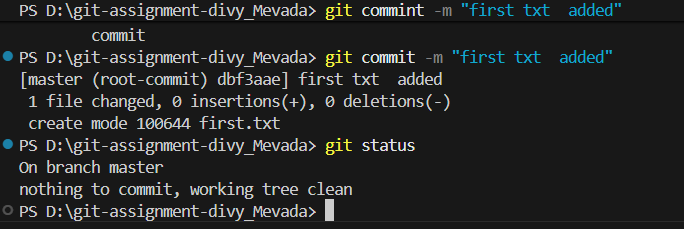 PS D:\git-assignment-divy_Mevada> git commint -m "first txt  added"
        commit
PS D:\git-assignment-divy_Mevada> git commit -m "first txt  added"
[master (root-commit) dbf3aae] first txt  added
 1 file changed, 0 insertions(+), 0 deletions(-)
 create mode 100644 first.txt
PS D:\git-assignment-divy_Mevada> git status
On branch master
nothing to commit, working tree clean
PS D:\git-assignment-divy_Mevada>